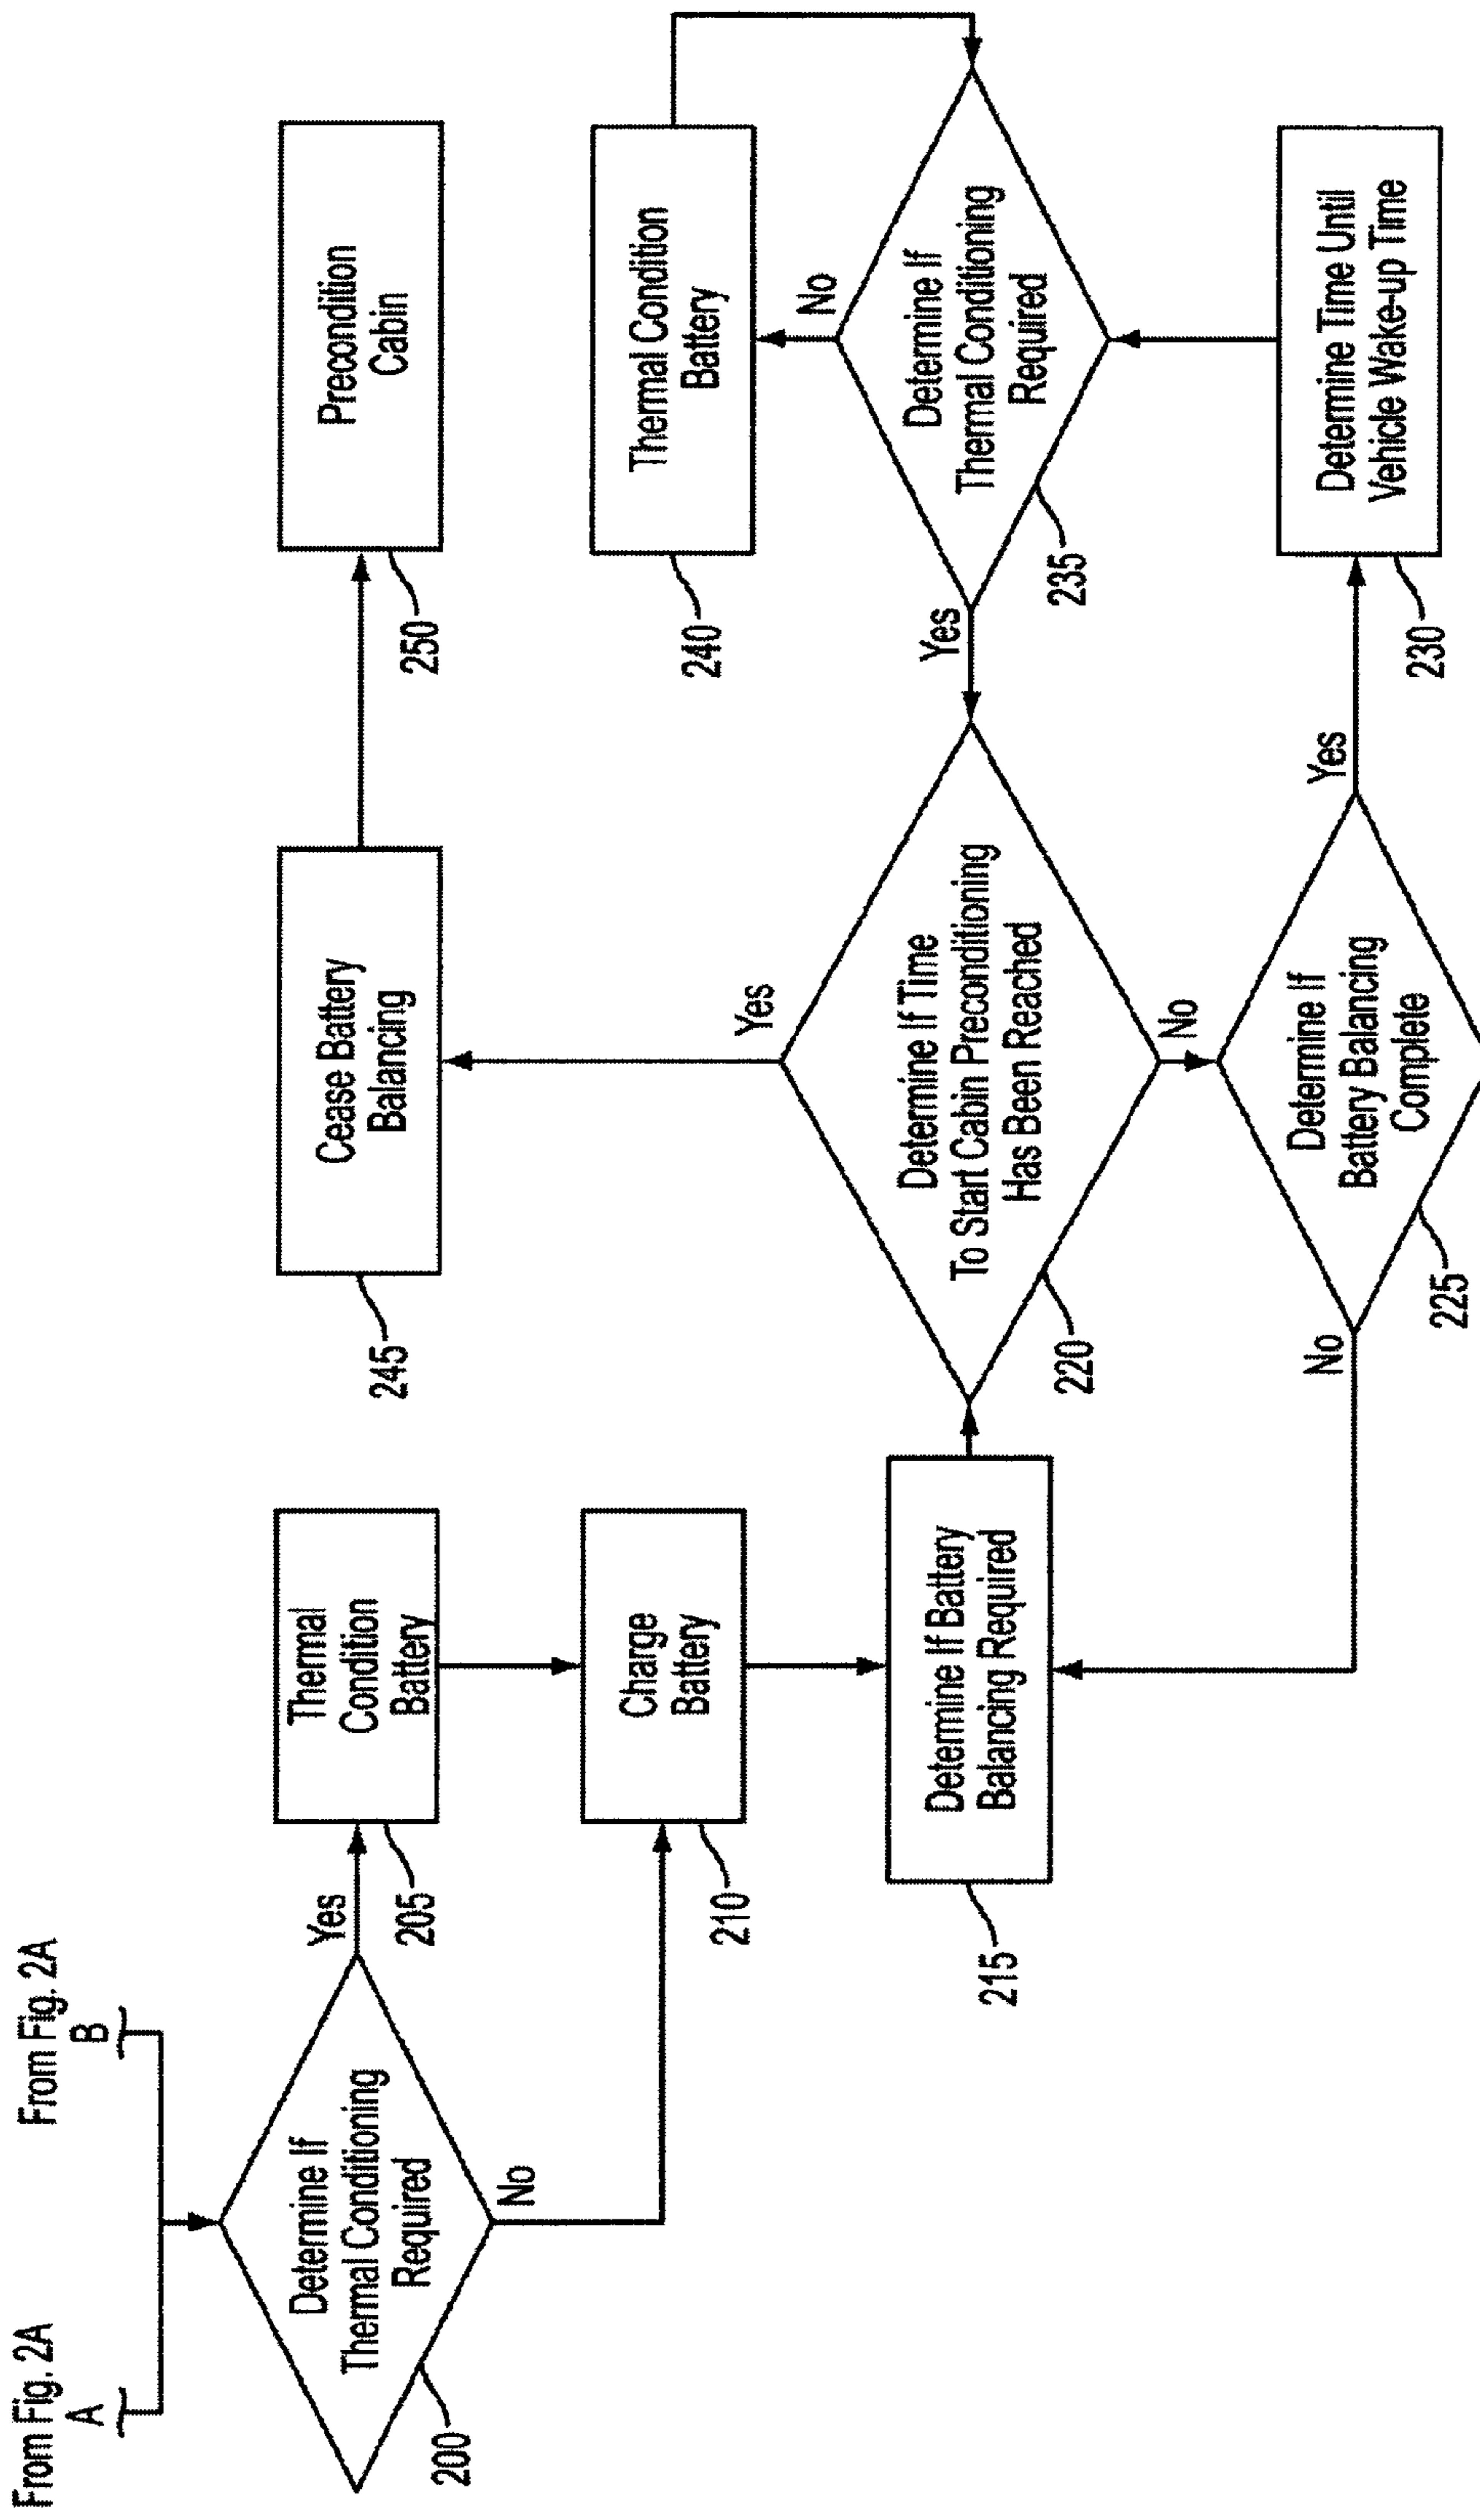 From Fig. 2A
A
From Fig. 2A
B
Determine If
Thermal Conditioning
Required
200
Yes
No
Thermal
Condition
Battery
205
Charge
Battery
210
Determine If Battery
Balancing Required
215
Cease Battery
Balancing
245
Yes
Determine If Time
To Start Cabin Preconditioning
Has Been Reached
220
No
Determine If
Battery Balancing
Complete
225
No
Yes
Precondition
Cabin
250
Thermal Condition
Battery
240
No
Determine If
Thermal Conditioning
Required
235
Yes
Determine Time Until
Vehicle Wake-up Time
230